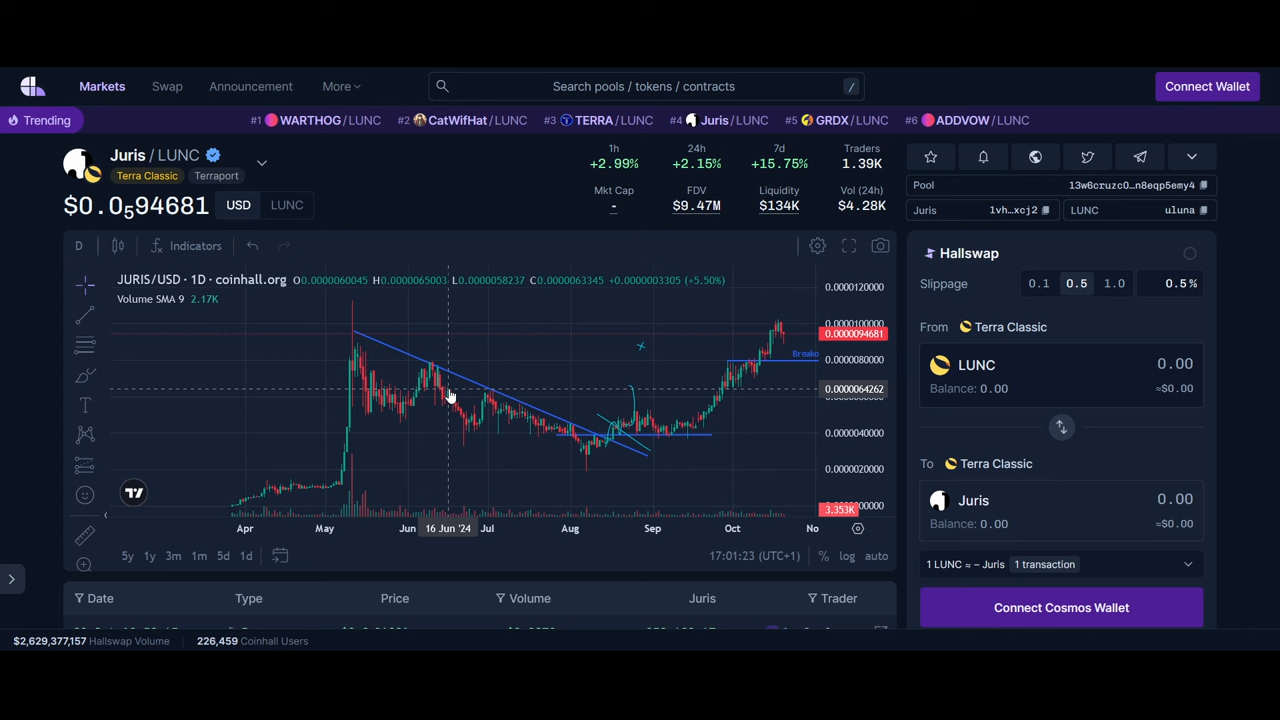 Markets Swap Announcement More Search pools / tokens / contracts / Connect Wallet
Trending #1 WARTHOG/LUNC #2 CatWifHat/LUNC #3 TERRA/LUNC #4 Juris/LUNC #5 GRDX/LUNC #6 ADDVOW/LUNC
Juris / LUNC
Terra Classic Terraport
$0.0₅94681 USD LUNC
1h 24h 7d Traders
+2.99% +2.15% +15.75% 1.39K
Mkt Cap FDV Liquidity Vol (24h)
- $9.47M $134K $4.28K
Pool 13w6cruzc0...n8eqp5emy4
Juris 1vh...xcj2 LUNC uluna
D Indicators
JURIS/USD · 1D · coinhall.org O0.0000060045 H0.0000065003 L0.0000058237 C0.0000063345 +0.0000003305 (+5.50%)
Volume SMA 9 2.17K
0.0000120000
0.0000100000
0.0000094681
Breako
0.0000080000
0.0000064262
0.0000040000
0.0000020000
3.353K
Apr May Jun 16 Jun '24 Jul Aug Sep Oct No
5y 1y 3m 1m 5d 1d 17:01:23 (UTC+1) % log auto
Date Type Price Volume Juris Trader
Hallswap
Slippage 0.1 0.5 1.0 0.5%
From Terra Classic
LUNC 0.00
Balance: 0.00 ≈$0.00
To Terra Classic
Juris 0.00
Balance: 0.00 ≈$0.00
1 LUNC ≈ – Juris 1 transaction
Connect Cosmos Wallet
$2,629,377,157 Hallswap Volume 226,459 Coinhall Users